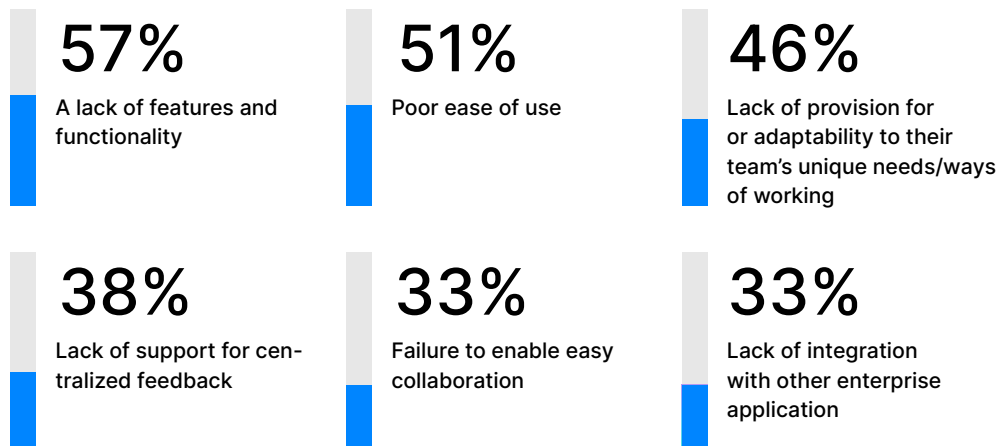 57%
A lack of features and
functionality
51%
Poor ease of use
46%
Lack of provision for
or adaptability to their
team’s unique needs/ways
of working
38%
Lack of support for cen-
tralized feedback
33%
Failure to enable easy
collaboration
33%
Lack of integration
with other enterprise
application